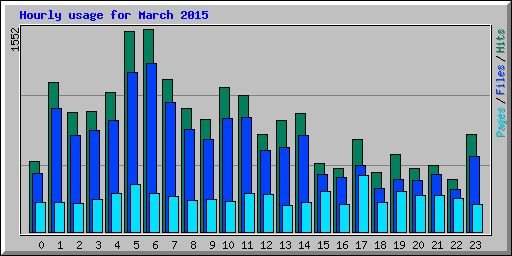 Hourly usage for March 2015
1552
Pages / Files / Hits
0 1 2 3 4 5 6 7 8 9 10 11 12 13 14 15 16 17 18 19 20 21 22 23